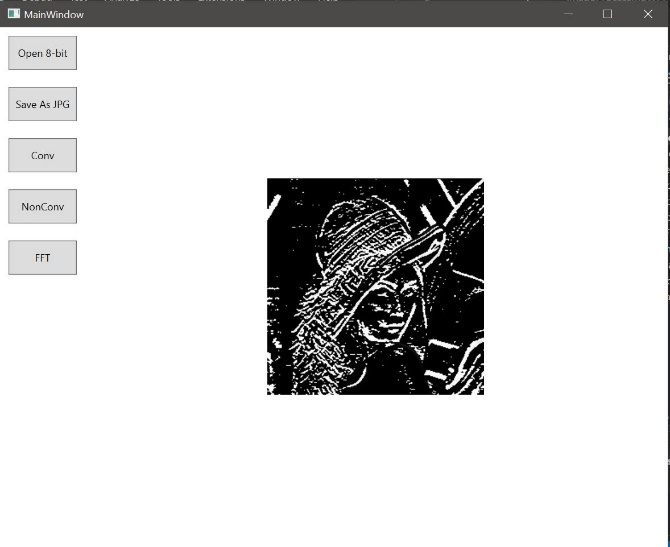 MainWindow
Open 8-bit
Save As JPG
Conv
NonConv
FFT